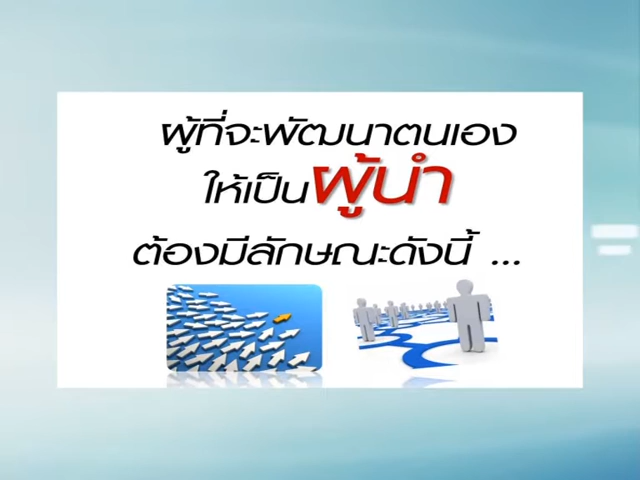 ผู้ที่จะพัฒนาตนเอง
ให้เป็นผู้นำ
ต้องมีลักษณะดังนี้ ...